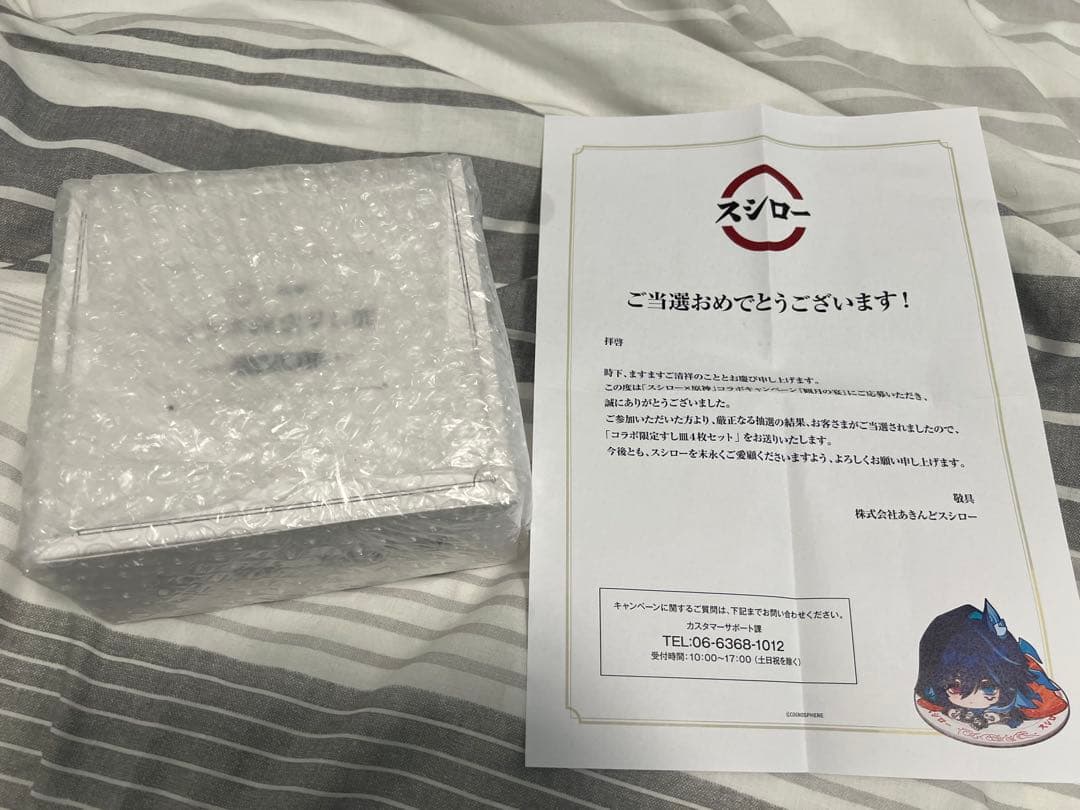 スシロー
ご当選おめでとうございます！
拝啓
時下、ますますご清祥のこととお慶び申し上げます。
この度は「スシロー×原神」コラボキャンペーン「観月の宴」にご応募いただき、
誠にありがとうございました。
ご参加いただいた方より、厳正なる抽選の結果、お客さまがご当選されましたので、
「コラボ限定すし皿4枚セット」をお送りいたします。
今後とも、スシローを末永くご愛顧くださいますよう、よろしくお願い申し上げます。
敬具
株式会社あきんどスシロー
キャンペーンに関するご質問は、下記までお問い合わせください。
カスタマーサポート課
TEL:06-6368-1012
受付時間：10:00〜17:00（土日祝を除く）
©COGNOSPHERE
スシロー